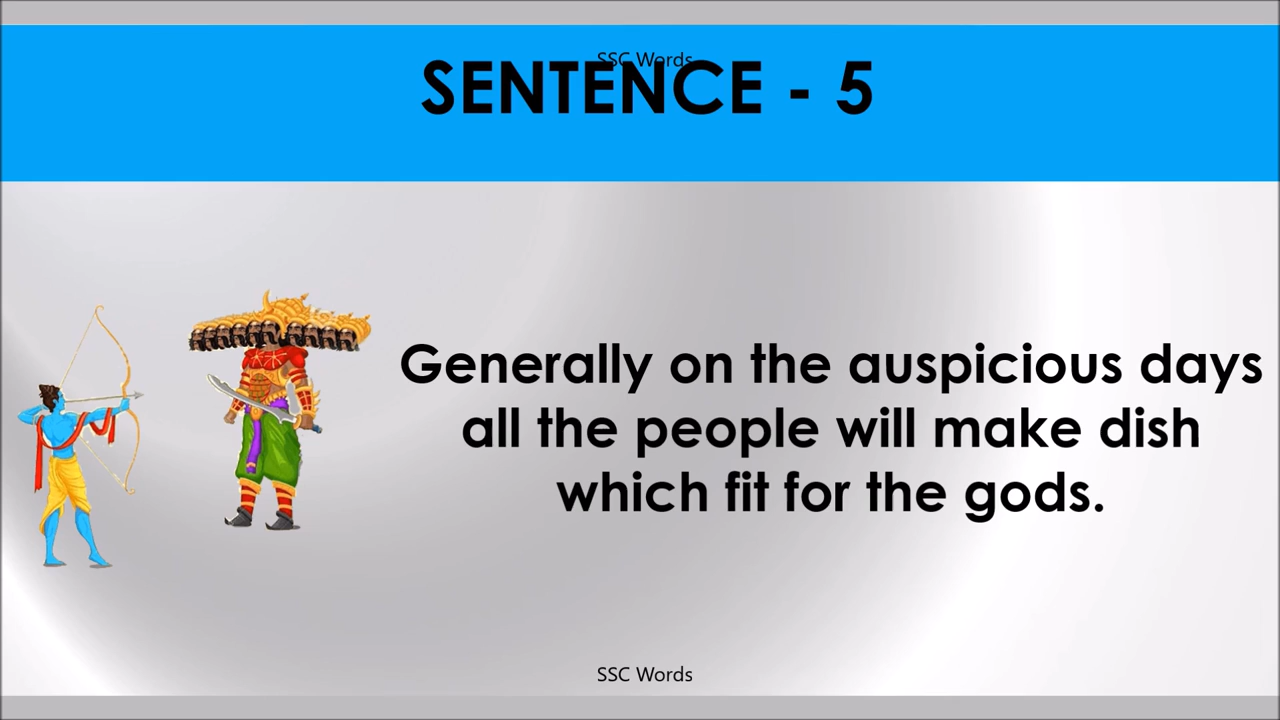 SSC Words
SENTENCE - 5
Generally on the auspicious days
all the people will make dish
which fit for the gods.
SSC Words